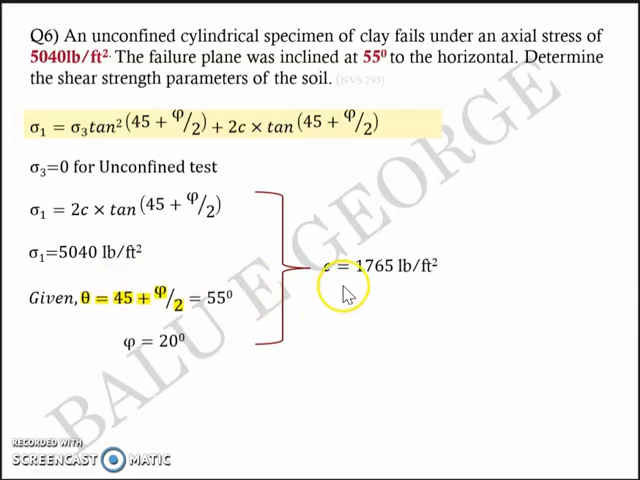 Q6) An unconfined cylindrical specimen of clay fails under an axial stress of
5040lb/ft². The failure plane was inclined at 55⁰ to the horizontal. Determine
the shear strength parameters of the soil. (NVS 293)
σ₁ = σ₃tan²(45 + φ/2) + 2c × tan(45 + φ/2)
σ₃=0 for Unconfined test
σ₁ = 2c × tan(45 + φ/2)
σ₁=5040 lb/ft²
c = 1765 lb/ft²
Given, θ = 45 + φ/2 = 55⁰
φ = 20⁰
BALU E GEORGE
RECORDED WITH
SCREENCAST MATIC